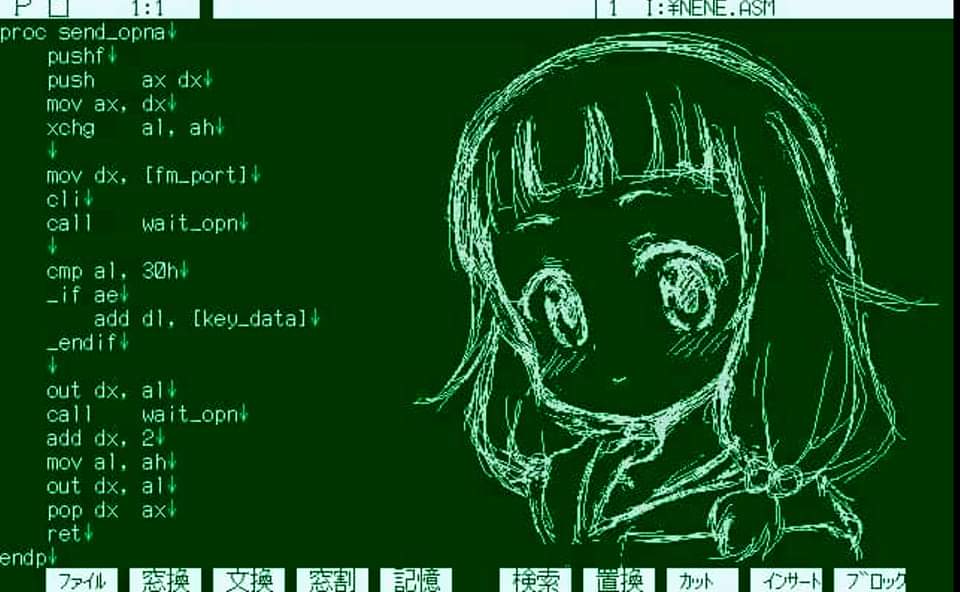 1:1 1 I:¥NENE.ASM
proc send_opna↓
pushf↓
push ax dx↓
mov ax, dx↓
xchg al, ah↓
↓
mov dx, [fm_port]↓
cli↓
call wait_opn↓
↓
cmp al, 30h↓
_if ae↓
add dl, [key_data]↓
_endif↓
↓
out dx, al↓
call wait_opn↓
add dx, 2↓
mov al, ah↓
out dx, al↓
pop dx ax↓
ret↓
endp↓
ファイル 窓換 文換 窓割 記憶 検索 置換 カット インサート ブロック